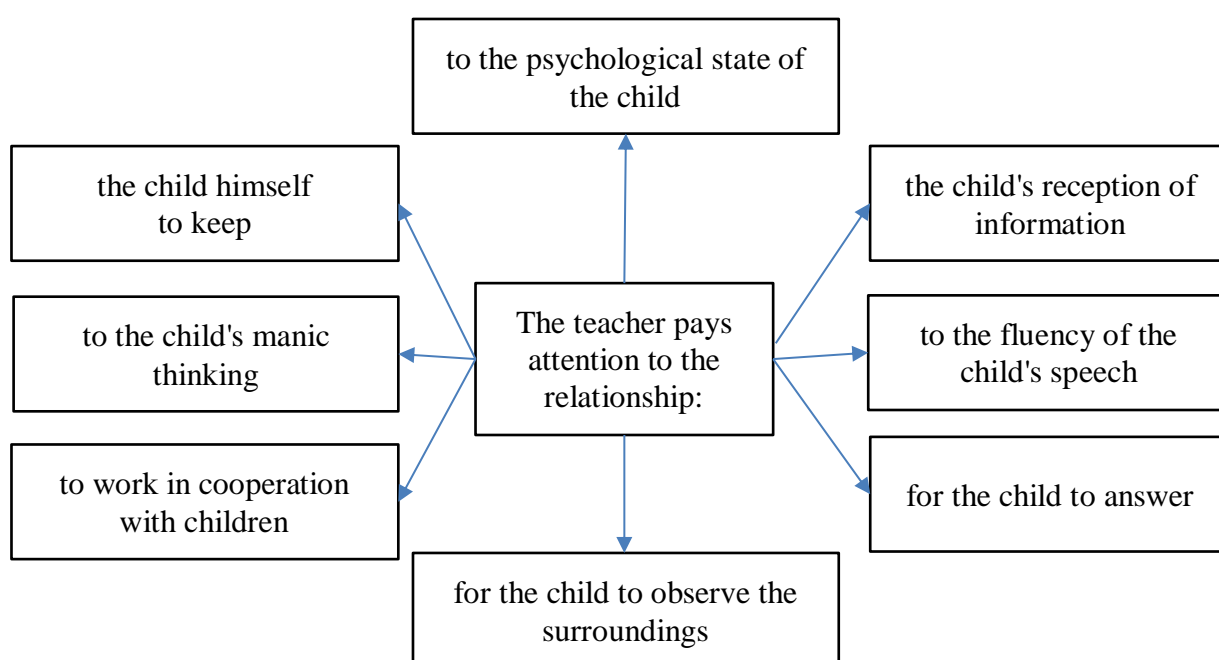 to the psychological state of
the child
the child himself
to keep
the child's reception of
information
to the child's manic
thinking
The teacher pays
attention to the
relationship:
to the fluency of the
child's speech
to work in cooperation
with children
for the child to answer
for the child to observe the
surroundings